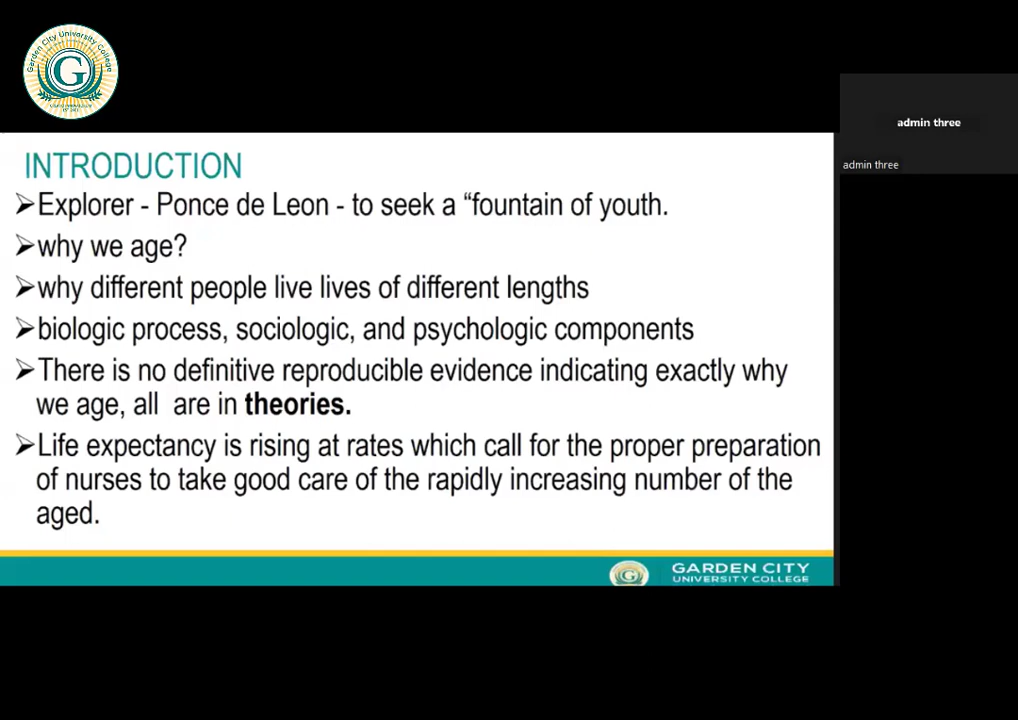 Garden City University College
G
admin three
admin three
INTRODUCTION
➢Explorer - Ponce de Leon - to seek a “fountain of youth.
➢why we age?
➢why different people live lives of different lengths
➢biologic process, sociologic, and psychologic components
➢There is no definitive reproducible evidence indicating exactly why
we age, all are in theories.
➢Life expectancy is rising at rates which call for the proper preparation
of nurses to take good care of the rapidly increasing number of the
aged.
G
GARDEN CITY
UNIVERSITY COLLEGE